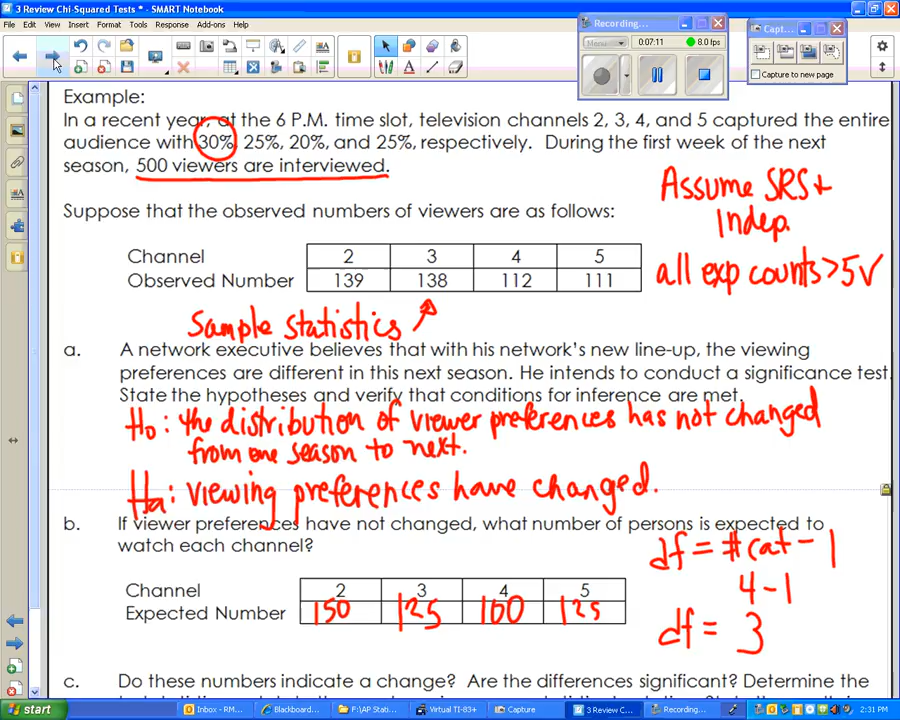 3 Review Chi-Squared Tests *
File Edit View Insert Format Tools Response Add-ons Help
Recording...
Menu
0:07:11
8.0 fps
Capt...
Capture to new page
Example:
In a recent year, at the 6 P.M. time slot, television channels 2, 3, 4, and 5 captured the entire
audience with 30%, 25%, 20%, and 25%, respectively. During the first week of the next
season, 500 viewers are interviewed.
Assume SRS +
Indep.
all exp counts > 5 ✓
Suppose that the observed numbers of viewers are as follows:
Channel 2 3 4 5
Observed Number 139 138 112 111
Sample statistics
a. A network executive believes that with his network's new line-up, the viewing
preferences are different in this next season. He intends to conduct a significance test.
State the hypotheses and verify that conditions for inference are met.
Ho: the distribution of viewer preferences has not changed
from one season to next.
Ha: viewing preferences have changed.
b. If viewer preferences have not changed, what number of persons is expected to
watch each channel?
Channel 2 3 4 5
Expected Number 150 125 100 125
df = #cat - 1
4-1
df = 3
c. Do these numbers indicate a change? Are the differences significant? Determine the
start
Inbox - RM...
Blackboard...
F:\AP Stati...
Virtual TI-83+
Capture
3 Review C...
Recording...
2:31 PM